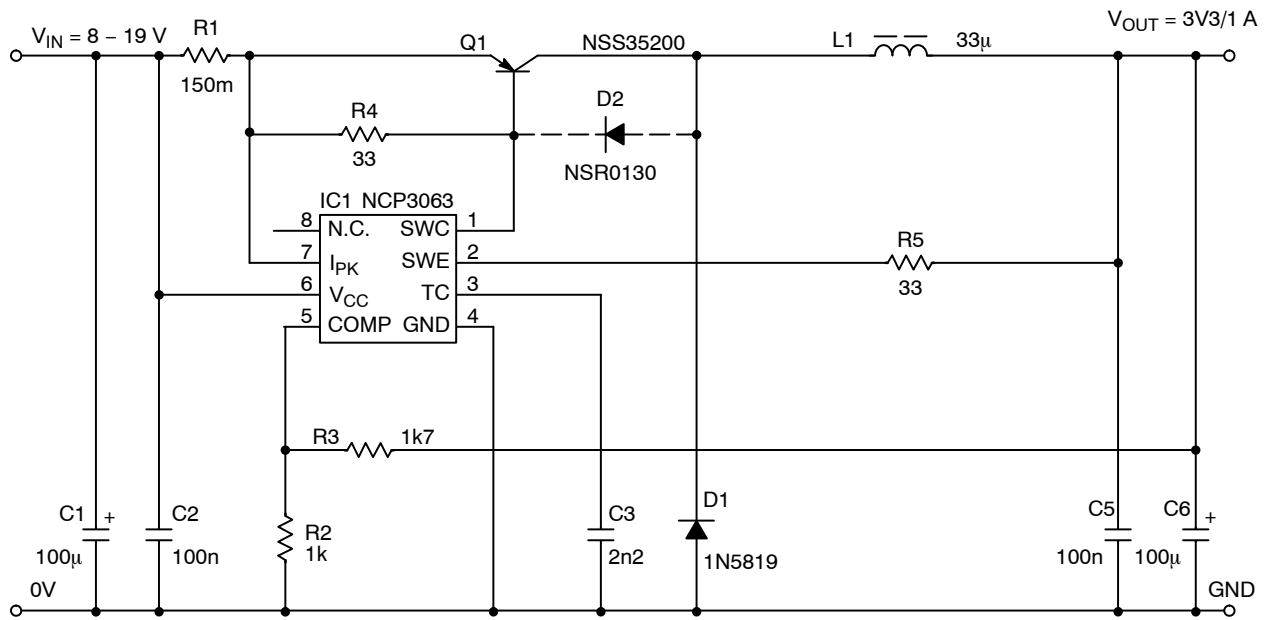 V_IN = 8 – 19 V
R1
150m
Q1
NSS35200
L1
33µ
V_OUT = 3V3/1 A
R4
33
D2
NSR0130
IC1 NCP3063
8 N.C. SWC 1
7 I_PK SWE 2
6 V_CC TC 3
5 COMP GND 4
R5
33
R3 1k7
C1 +
100µ
C2
100n
R2
1k
C3
2n2
D1
1N5819
C5
100n
C6 +
100µ
0V
GND